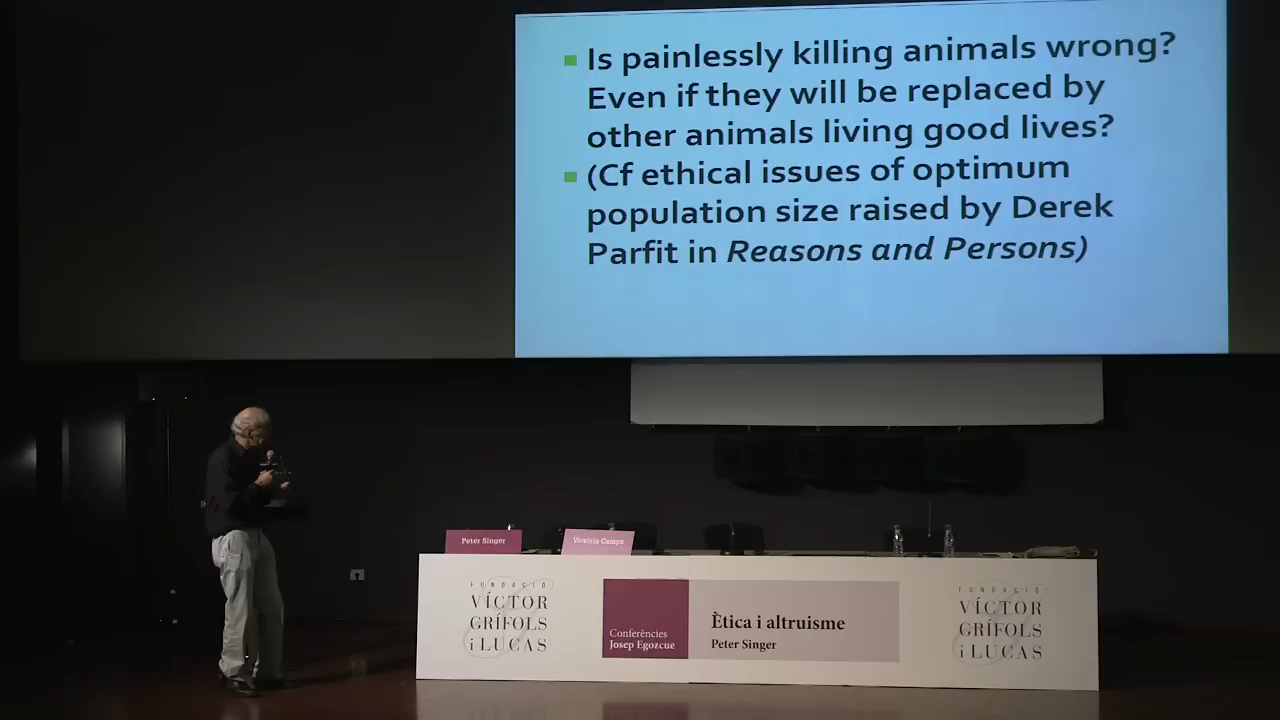 Is painlessly killing animals wrong?
Even if they will be replaced by
other animals living good lives?
(Cf ethical issues of optimum
population size raised by Derek
Parfit in Reasons and Persons)
Peter Singer
Victòria Camps
FUNDACIÓ
VÍCTOR
GRÍFOLS
i LUCAS
Conferències
Josep Egozcue
Ètica i altruisme
Peter Singer
FUNDACIÓ
VÍCTOR
GRÍFOLS
i LUCAS